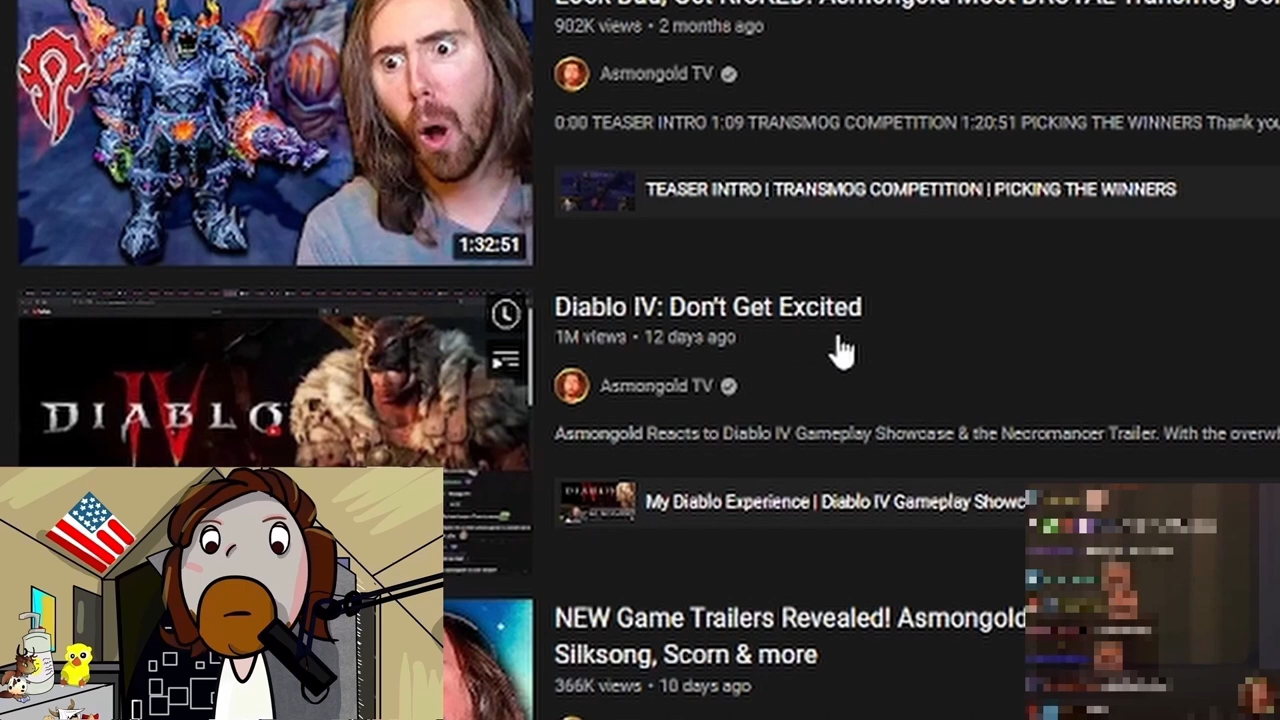 902K views • 2 months ago
Asmongold TV
0:00 TEASER INTRO 1:09 TRANSMOG COMPETITION 1:20:51 PICKING THE WINNERS Thank you
TEASER INTRO | TRANSMOG COMPETITION | PICKING THE WINNERS
1:32:51
Diablo IV: Don't Get Excited
1M views • 12 days ago
Asmongold TV
DIABLO
IV
Asmongold Reacts to Diablo IV Gameplay Showcase & the Necromancer Trailer. With the overwh
My Diablo Experience | Diablo IV Gameplay Showc
NEW Game Trailers Revealed! Asmongold
Silksong, Scorn & more
366K views • 10 days ago